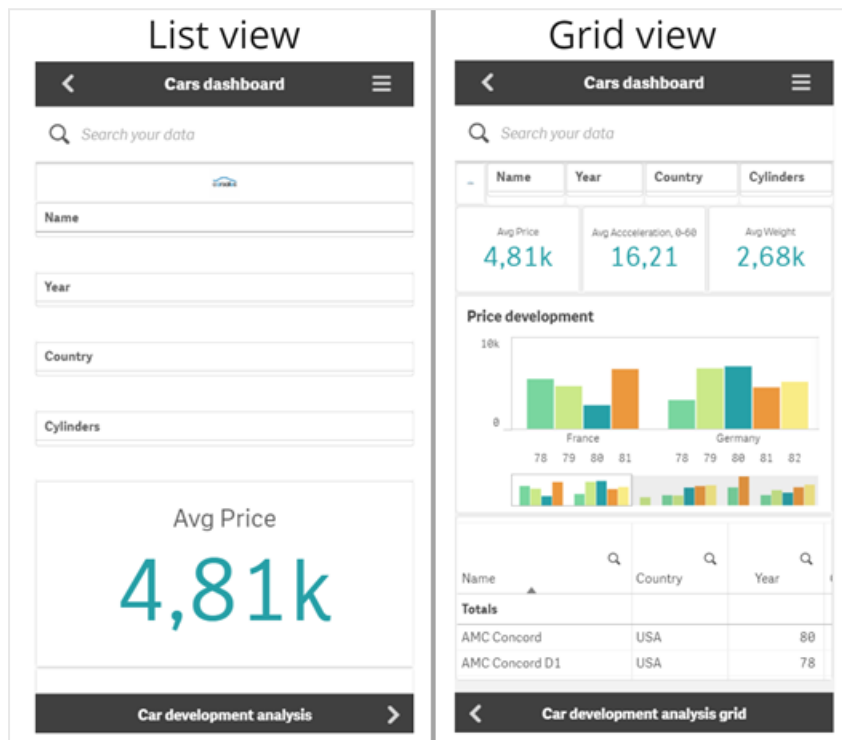 List view
Cars dashboard
Search your data
Name
Year
Country
Cylinders
Avg Price
4,81k
Car development analysis
Grid view
Cars dashboard
Search your data
Name Year Country Cylinders
Avg Price Avg Accceleration, 0-60 Avg Weight
4,81k 16,21 2,68k
Price development
10k
0
France Germany
78 79 80 81 78 79 80 81 82
Name Country Year
Totals
AMC Concord USA 80
AMC Concord D1 USA 78
Car development analysis grid